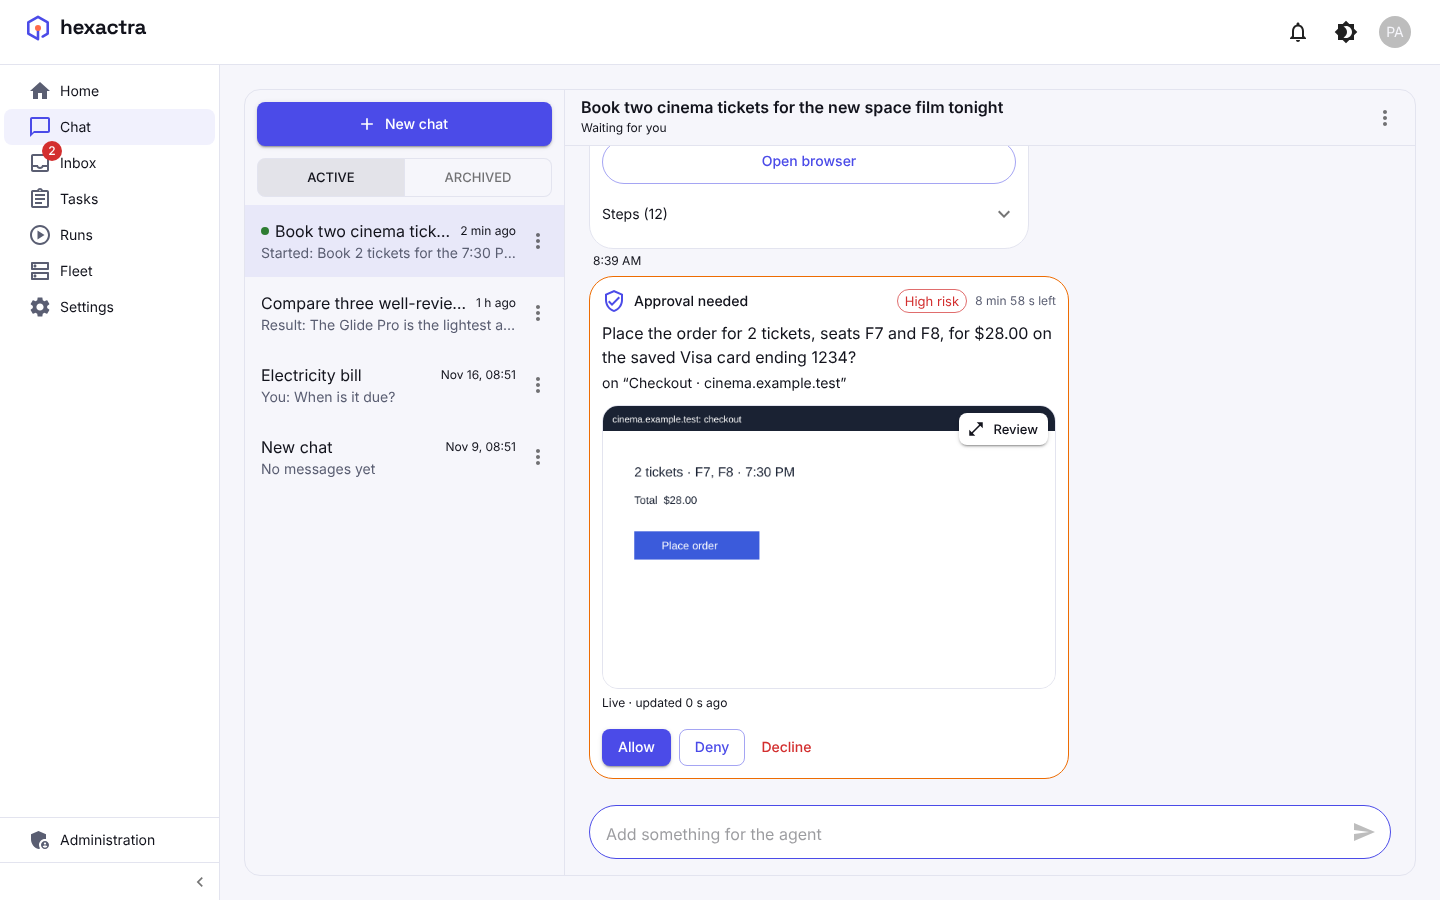 hexactra
PA
Home
Chat
2
Inbox
Tasks
Runs
Fleet
Settings
Administration
New chat
ACTIVE
ARCHIVED
Book two cinema tick... 2 min ago
Started: Book 2 tickets for the 7:30 P...
Compare three well-revie... 1 h ago
Result: The Glide Pro is the lightest a...
Electricity bill Nov 16, 08:51
You: When is it due?
New chat Nov 9, 08:51
No messages yet
Book two cinema tickets for the new space film tonight
Waiting for you
Open browser
Steps (12)
8:39 AM
Approval needed High risk 8 min 58 s left
Place the order for 2 tickets, seats F7 and F8, for $28.00 on
the saved Visa card ending 1234?
on “Checkout · cinema.example.test”
cinema.example.test: checkout
Review
2 tickets · F7, F8 · 7:30 PM
Total $28.00
Place order
Live · updated 0 s ago
Allow Deny Decline
Add something for the agent